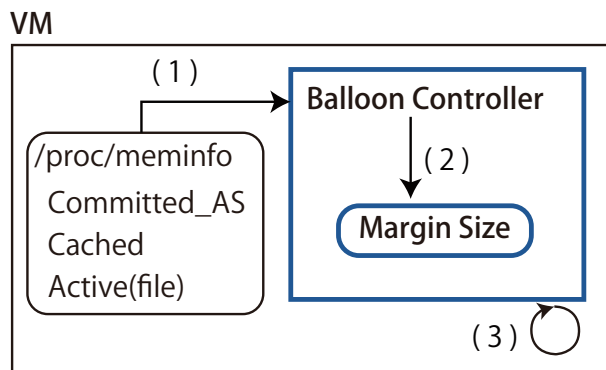 VM
( 1 )
Balloon Controller
/proc/meminfo
( 2 )
Committed_AS
Margin Size
Cached
Active(file)
( 3 )